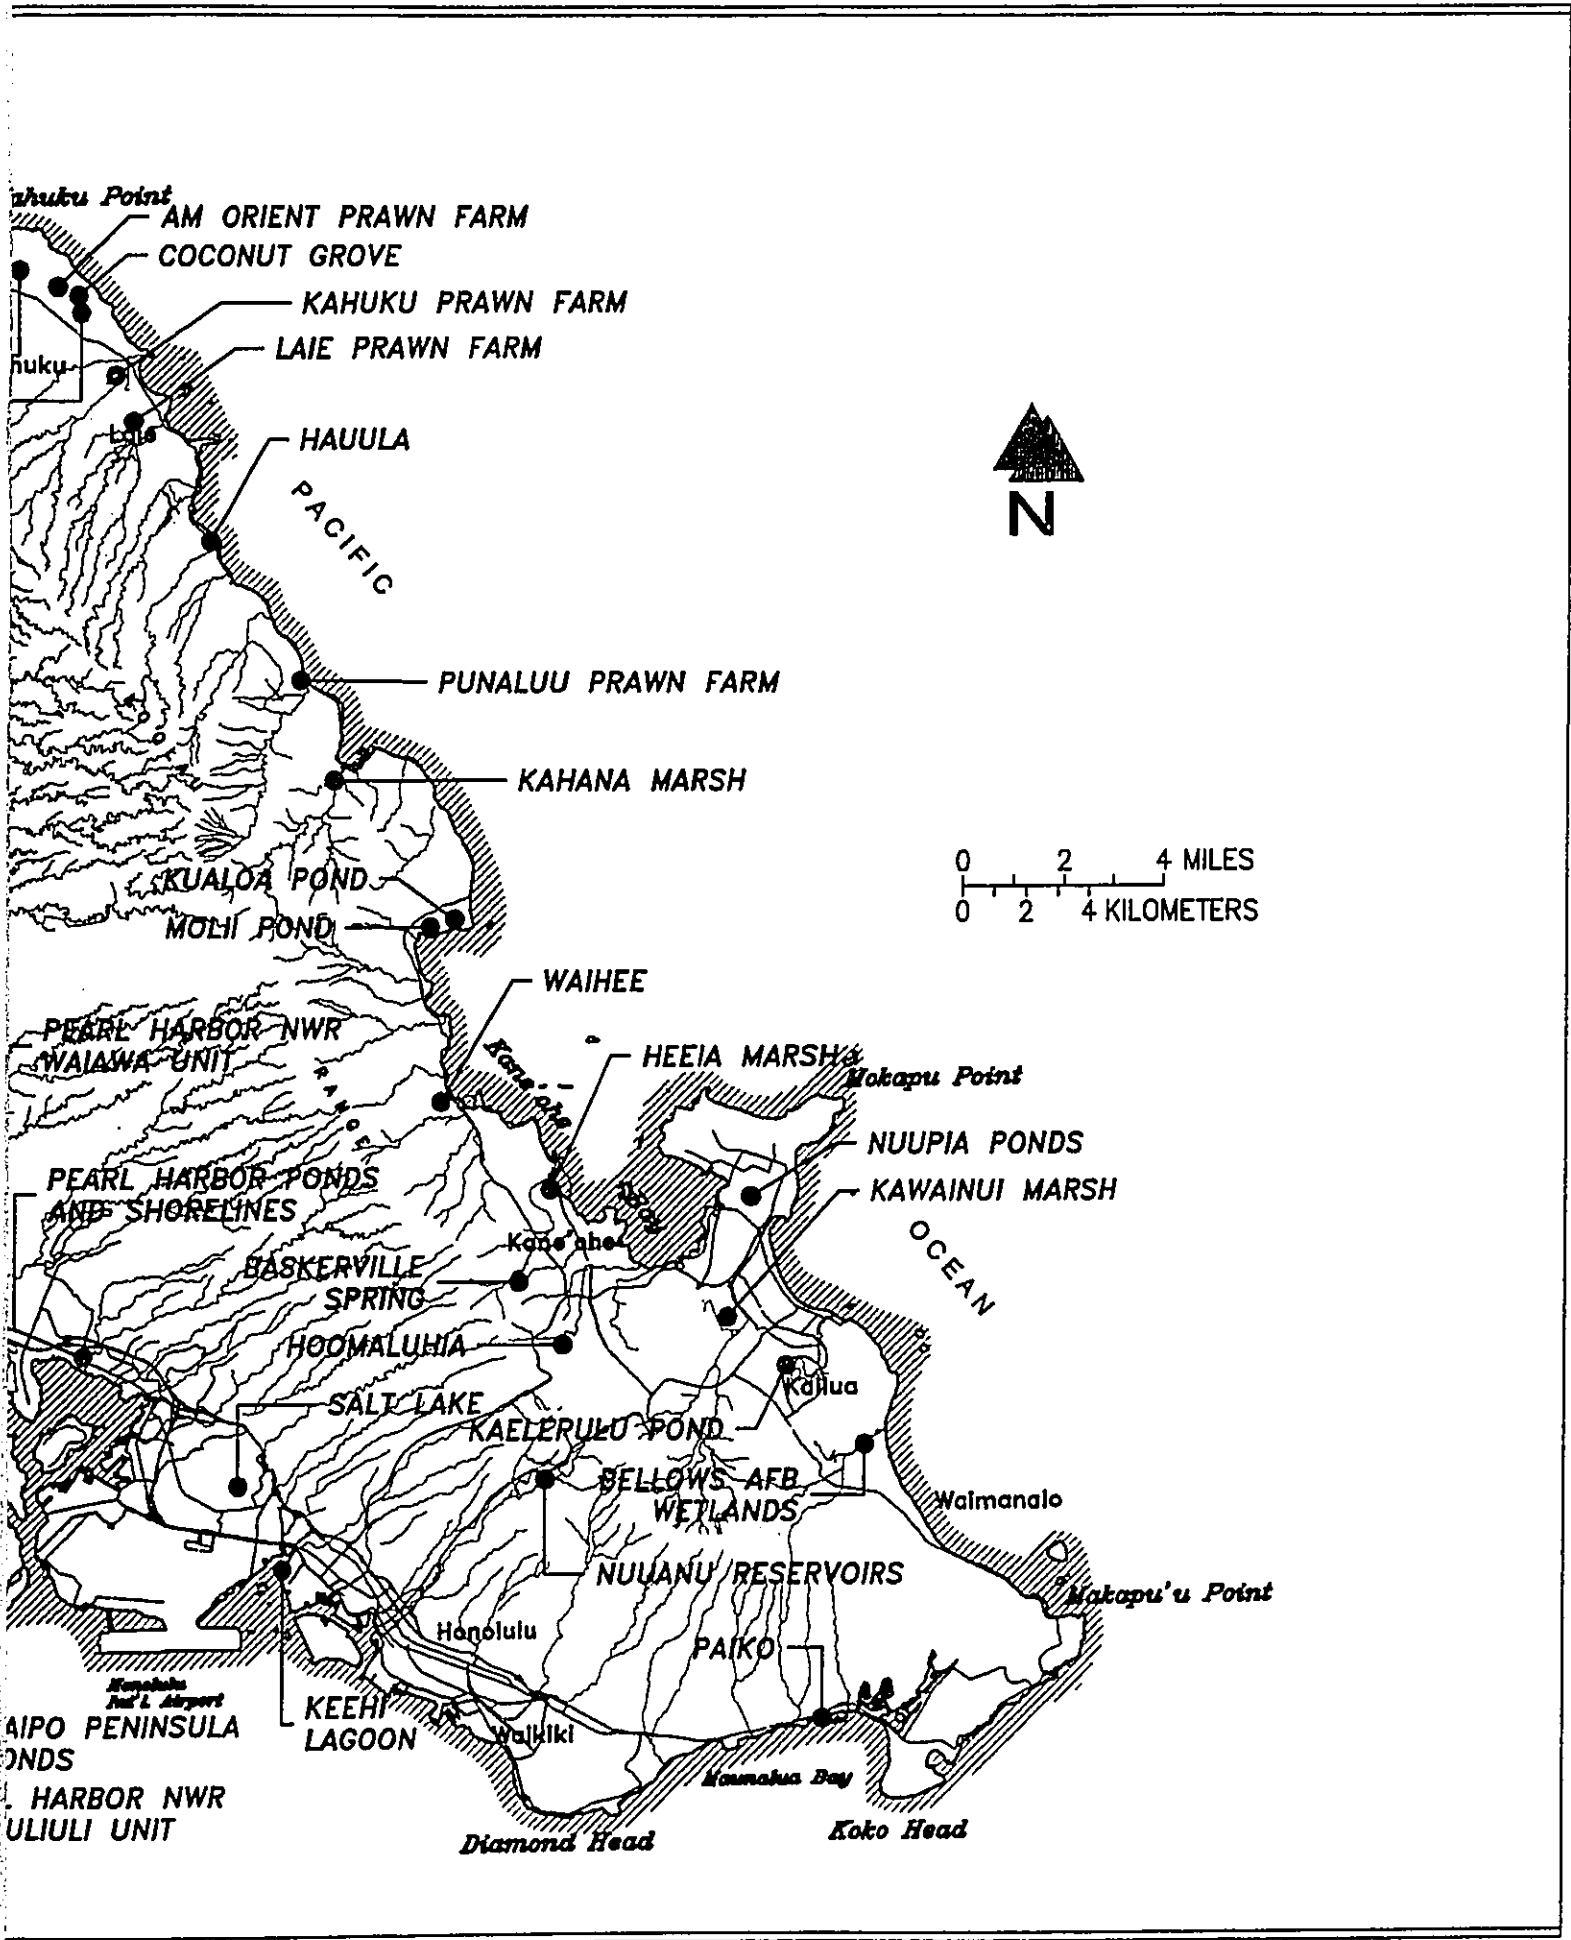 ahuku Point
AM ORIENT PRAWN FARM
COCONUT GROVE
KAHUKU PRAWN FARM
LAIE PRAWN FARM
huku
Laie
HAUULA
PACIFIC
N
PUNALUU PRAWN FARM
KAHANA MARSH
0 2 4 MILES
0 2 4 KILOMETERS
KUALOA POND
MOLII POND
WAIHEE
PEARL HARBOR NWR
WAIAWA UNIT
RANGE
HEEIA MARSH
Mokapu Point
Bay
NUUPIA PONDS
PEARL HARBOR PONDS
AND SHORELINES
KAWAINUI MARSH
OCEAN
Kane'ohe
BASKERVILLE
SPRING
HOOMALUHIA
Kailua
SALT LAKE
KAELEPULU POND
BELLOWS AFB
WETLANDS
Waimanalo
NUUANU RESERVOIRS
Makapu'u Point
Honolulu
PAIKO
Honolulu
Int'l. Airport
KEEHI
LAGOON
Waikiki
AIPO PENINSULA
ONDS
Maunalua Bay
. HARBOR NWR
ULIULI UNIT
Diamond Head
Koko Head